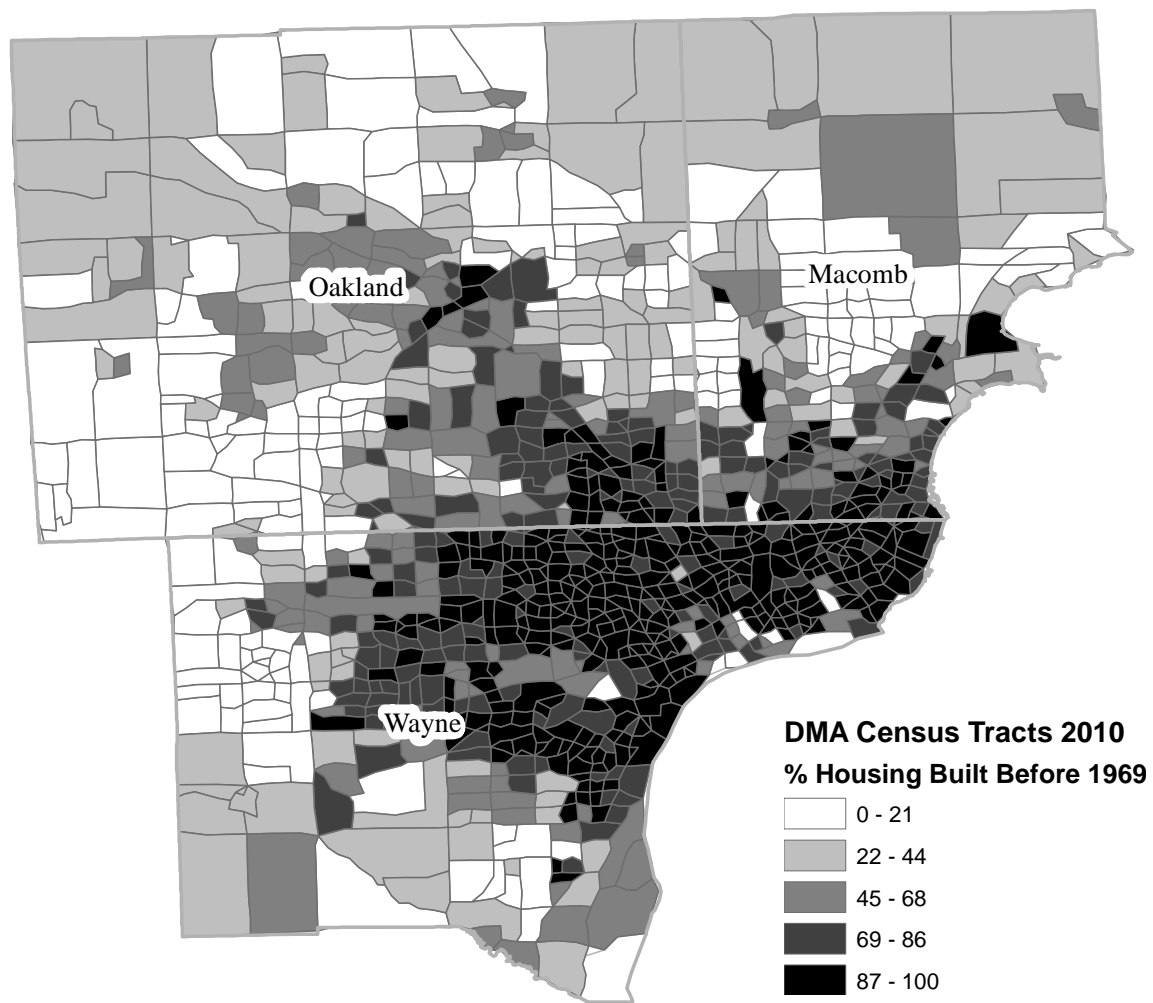 Oakland
Macomb
Wayne
DMA Census Tracts 2010
% Housing Built Before 1969
0 - 21
22 - 44
45 - 68
69 - 86
87 - 100